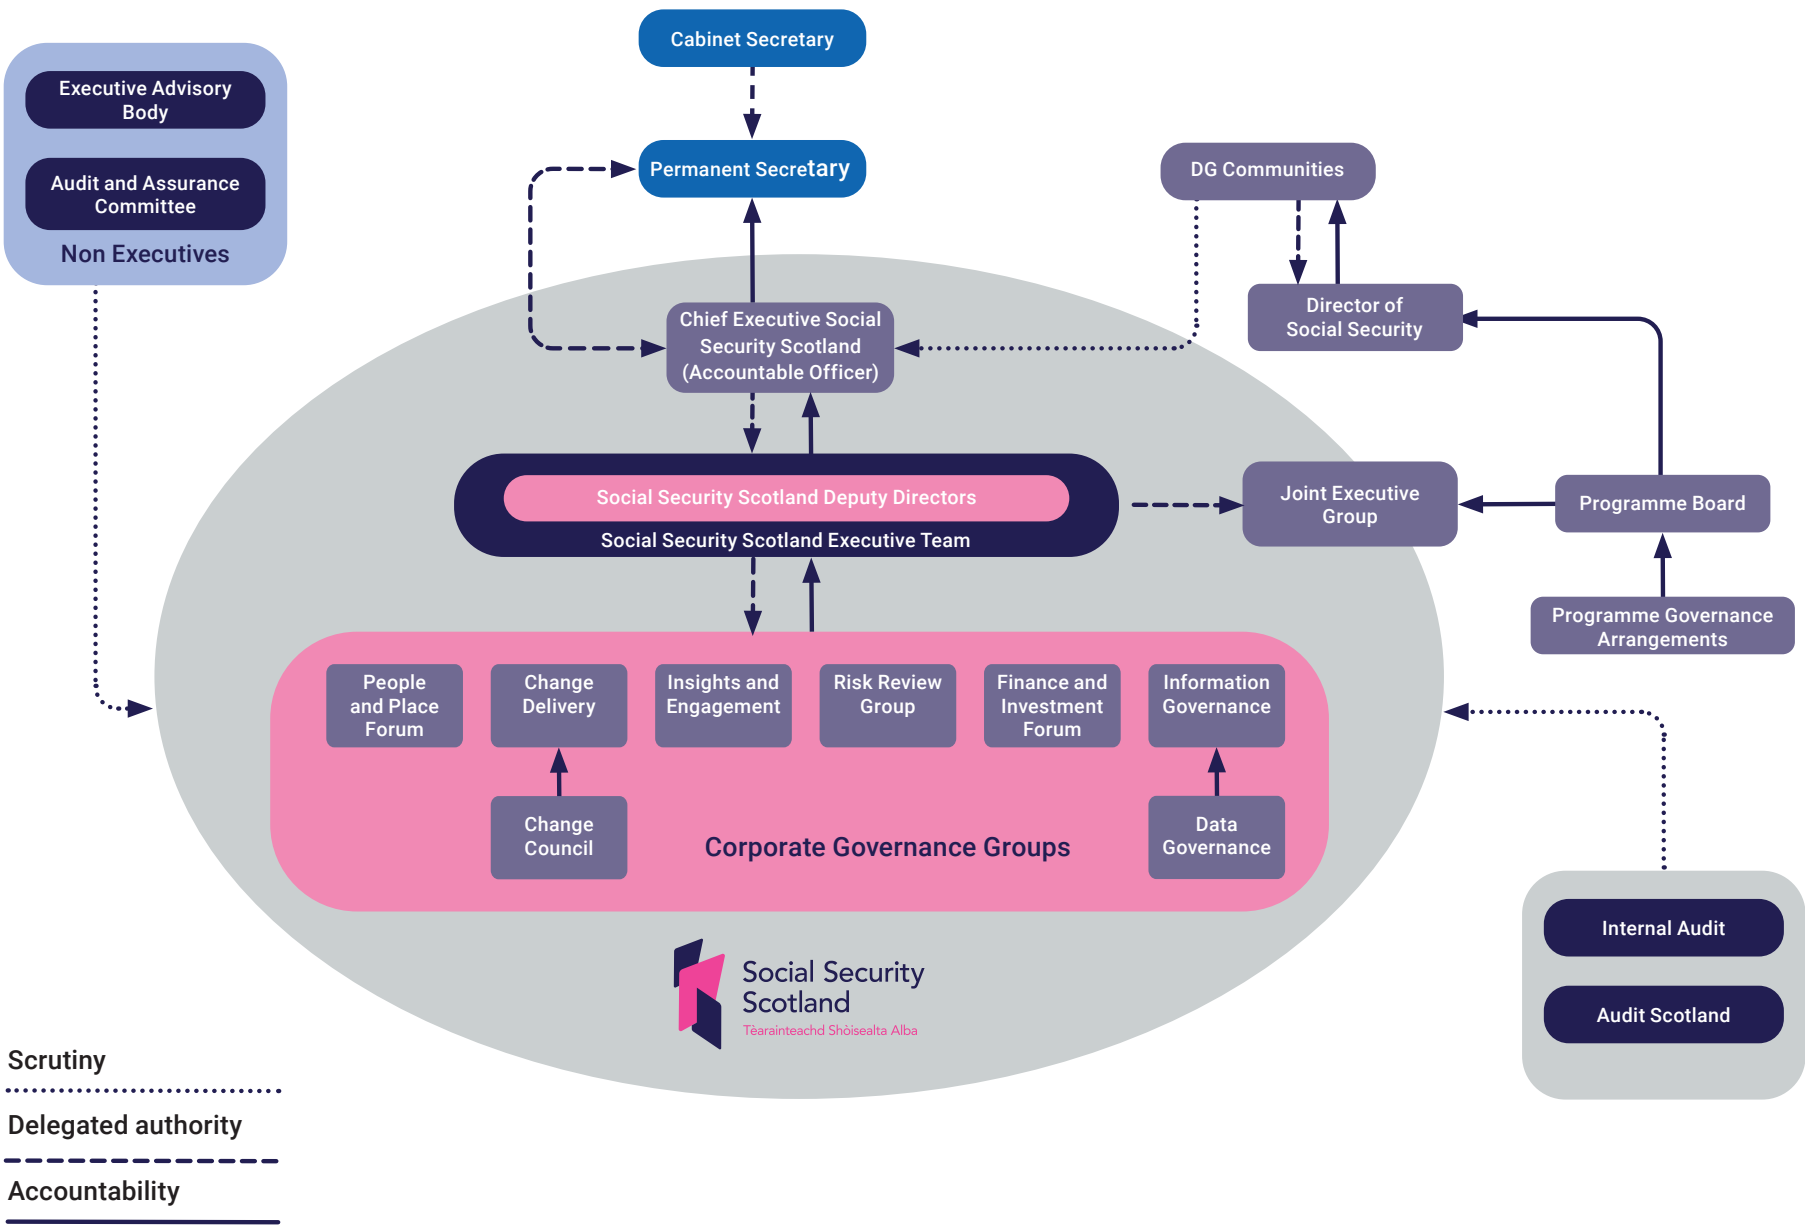 Cabinet Secretary
Executive Advisory
Body
Audit and Assurance
Committee
Non Executives
Permanent Secretary
DG Communities
Chief Executive Social
Security Scotland
(Accountable Officer)
Director of
Social Security
Social Security Scotland Deputy Directors
Social Security Scotland Executive Team
Joint Executive
Group
Programme Board
Programme Governance
Arrangements
People
and Place
Forum
Change
Delivery
Insights and
Engagement
Risk Review
Group
Finance and
Investment
Forum
Information
Governance
Change
Council
Corporate Governance Groups
Data
Governance
Internal Audit
Audit Scotland
Social Security
Scotland
Tèarainteachd Shòisealta Alba
Scrutiny
Delegated authority
Accountability